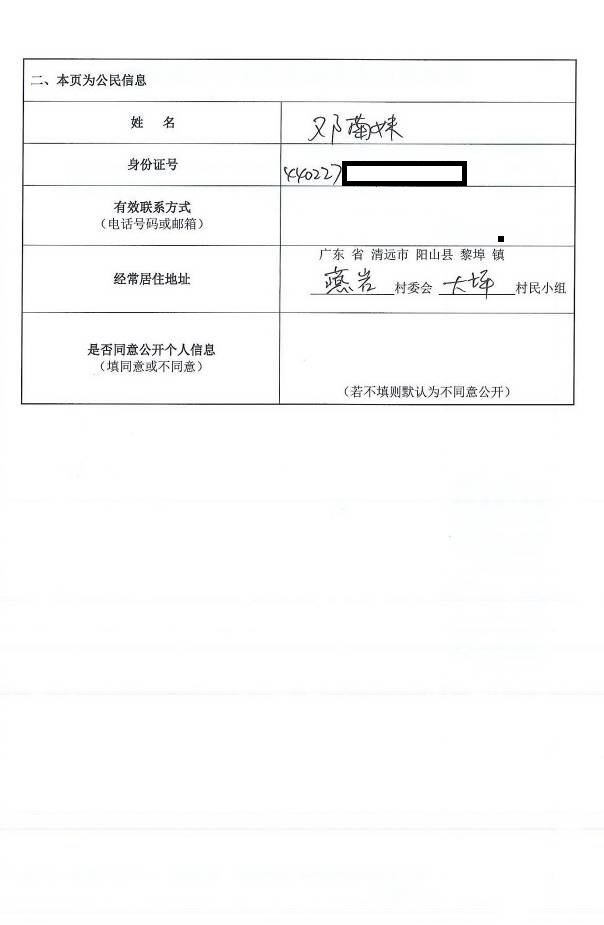 二、本页为公民信息
姓 名
邓菊妹
身份证号
440227
有效联系方式
（电话号码或邮箱）
经常居住地址
广东 省 清远市 阳山县 黎埠 镇
燕岩村委会 大坪村民小组
是否同意公开个人信息
（填同意或不同意）
（若不填则默认为不同意公开）